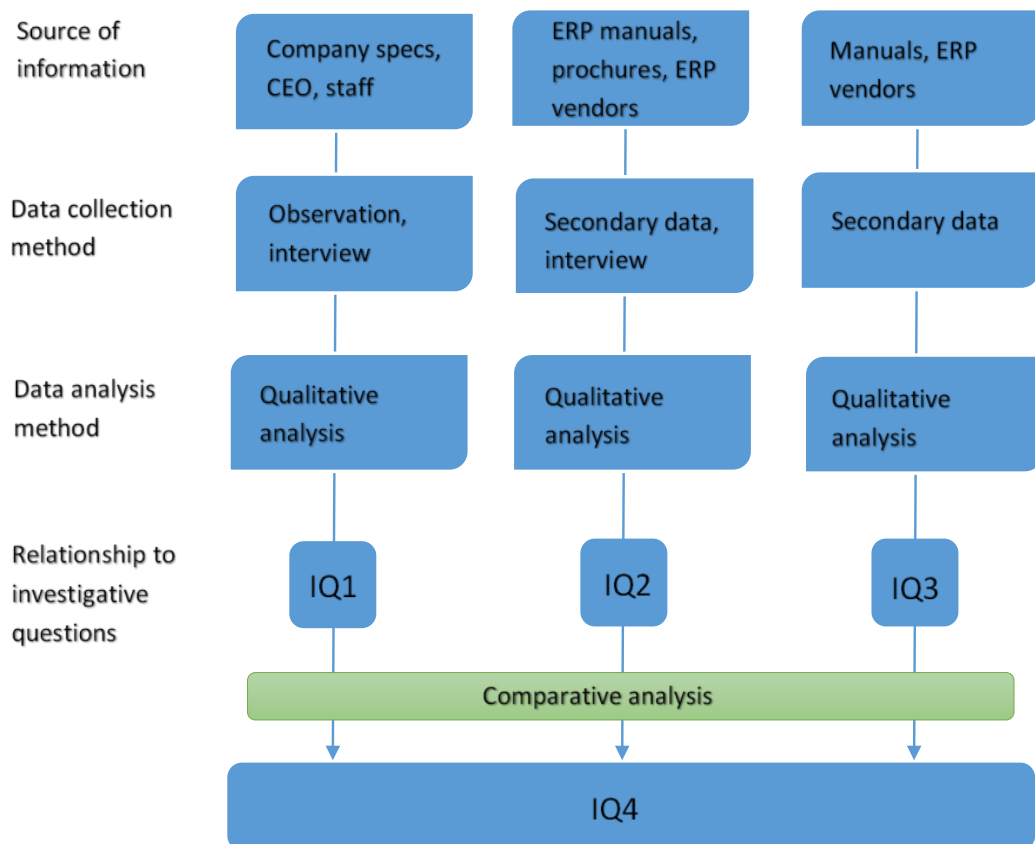 Source of
information
Company specs,
CEO, staff
ERP manuals,
prochures, ERP
vendors
Manuals, ERP
vendors
Data collection
method
Observation,
interview
Secondary data,
interview
Secondary data
Data analysis
method
Qualitative
analysis
Qualitative
analysis
Qualitative
analysis
Relationship to
investigative
questions
IQ1
IQ2
IQ3
Comparative analysis
IQ4